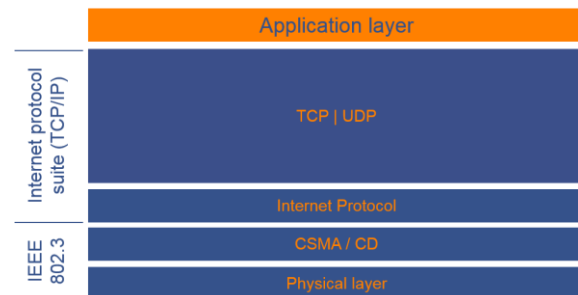 Application layer
Internet protocol
suite (TCP/IP)
TCP | UDP
Internet Protocol
IEEE
802.3
CSMA / CD
Physical layer